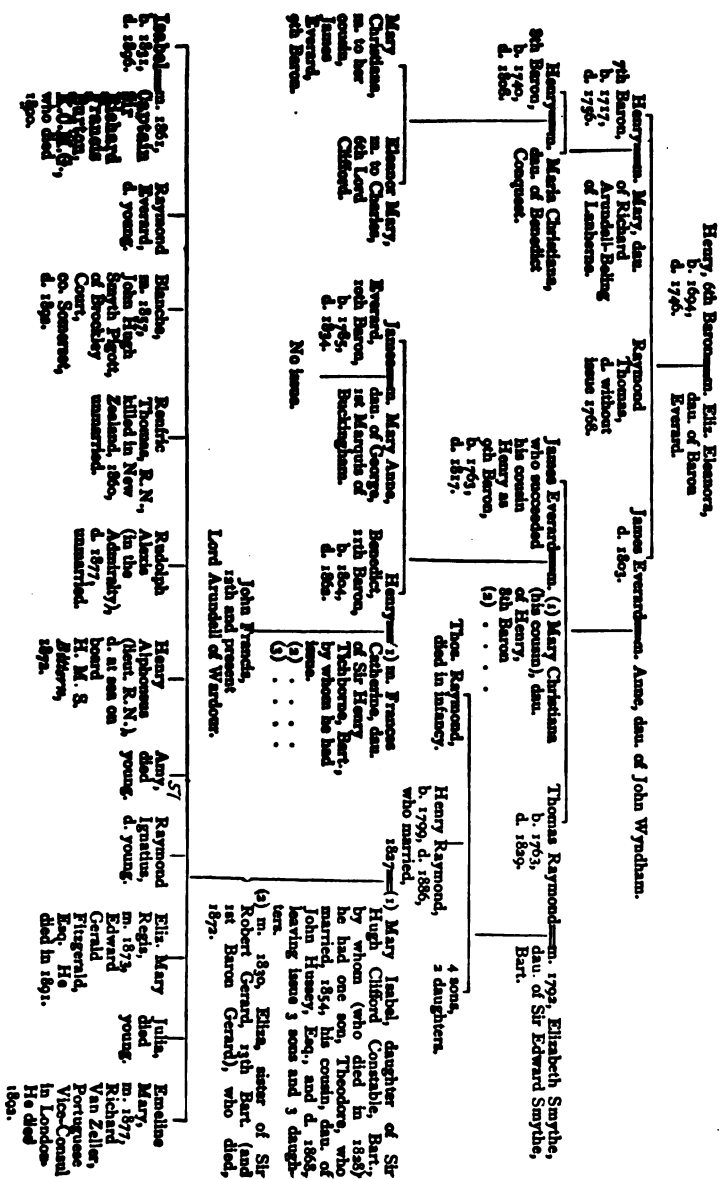 Henry, 6th Baron—m. Eliz. Eleanora,
b. 1694, dau. of Baron
d. 1746. Everard.
Henry—m. Mary, dau.
7th Baron, of Richard
b. 1717, Arundell-Beling
d. 1756. of Lanherne.
Raymond
Thomas,
d. without
issue 1768.
James Everard—m. Anne, dau. of John Wyndham.
d. 1803.
Henry—m. Maria Christiana,
8th Baron, dau. of Benedict
b. 1740, Conquest.
d. 1808.
James Everard—m. (1) Mary Christiana
who succeeded (his cousin), dau.
his cousin of Henry,
Henry as 8th Baron
9th Baron, (2) . . . .
b. 1763,
d. 1817.
Thomas Raymond—m. 1792, Elizabeth Smythe,
b. 1763, dau. of Sir Edward Smythe,
d. 1829. Bart.
Mary
Christiana,
m. to her
cousin,
James
Everard,
9th Baron.
Eleanor Mary,
m. to Charles,
6th Lord
Clifford.
James—m. Mary Anne,
Everard, dau. of George,
10th Baron, 1st Marquis of
b. 1785, Buckingham.
d. 1834.
No issue.
Henry—(1) m. Frances
Benedict, Catherina, dau.
11th Baron, of Sir Henry
b. 1804, Tichborne, Bart.,
d. 1862. by whom he had
issue.
(2) . . . .
(3) . . . .
Thos. Raymond,
died in infancy.
Henry Raymond,
b. 1799, d. 1886,
who married,
4 sons,
2 daughters.
John Francis,
12th and present
Lord Arundell of Wardour.
1827—(1) Mary Isabel, daughter of Sir
Hugh Clifford Constable, Bart.,
by whom (who died in 1828)
he had one son, Theodore, who
married, 1854, his cousin, dau. of
John Hussey, Esq., and d. 1868,
leaving issue 3 sons and 3 daugh-
ters.
(2) m. 1830, Eliza, sister of Sir
Robert Gerard, 13th Bart. (and
1st Baron Gerard), who died,
1872.
Isabel—m. 1861,
b. 1831, Captain
d. 1896. Sir
Richard
Francis
Burton,
K.C.M.G.,
who died
1890.
Raymond
Everard,
d. young.
Blanche,
m. 1857,
John Hugh
Smyth Pigott,
of Brockley
Court,
co. Somerset,
d. 1892.
Renfric
Thomas, R.N.,
killed in New
Zealand, 1860,
unmarried.
Rudolph
Alexis
(in the
Admiralty),
d. 1877,
unmarried.
Henry
Alphonsus
(lieut. R.N.),
d. at sea on
board
H. M. S.
Bittern,
1872.
Amy,
died
young.
51
Raymond
Ignatius,
d. young.
Eliz. Mary
Regis,
m. 1873,
Edward
Gerald
Fitzgerald,
Esq. He
died in 1891.
Julia,
died
young.
Emeline
Mary,
m. 1877,
Richard
Van Zeller,
Portuguese
Vice-Consul
in London.
He died
1892.